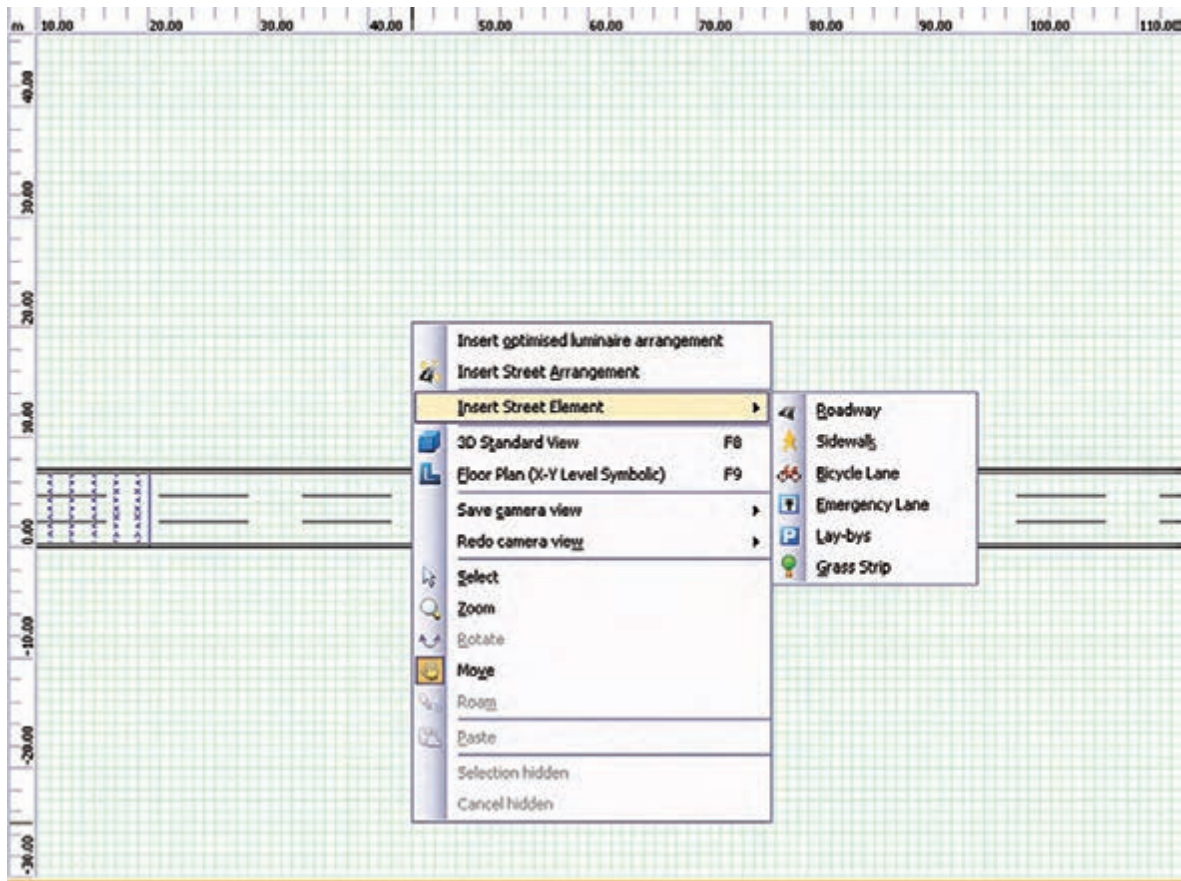 m 10.00 20.00 30.00 40.00 50.00 60.00 70.00 80.00 90.00 100.00 110.00
40.00
30.00
20.00
10.00
0.00
-10.00
-20.00
-30.00
Insert optimised luminaire arrangement
Insert Street Arrangement
Insert Street Element
3D Standard View F8
Floor Plan (X-Y Level Symbolic) F9
Save camera view
Redo camera view
Select
Zoom
Rotate
Move
Roam
Paste
Selection hidden
Cancel hidden
Roadway
Sidewalk
Bicycle Lane
Emergency Lane
Lay-bys
Grass Strip